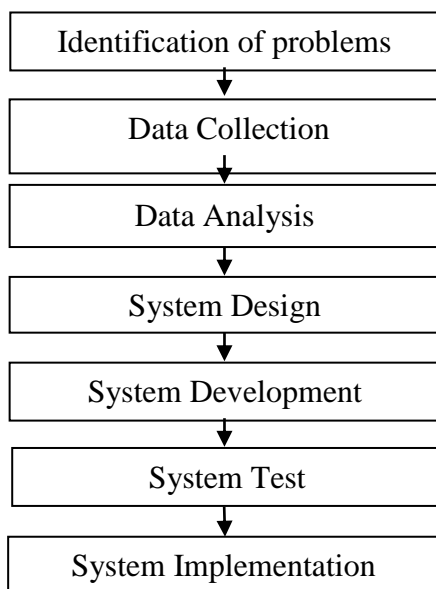 Identification of problems
Data Collection
Data Analysis
System Design
System Development
System Test
System Implementation